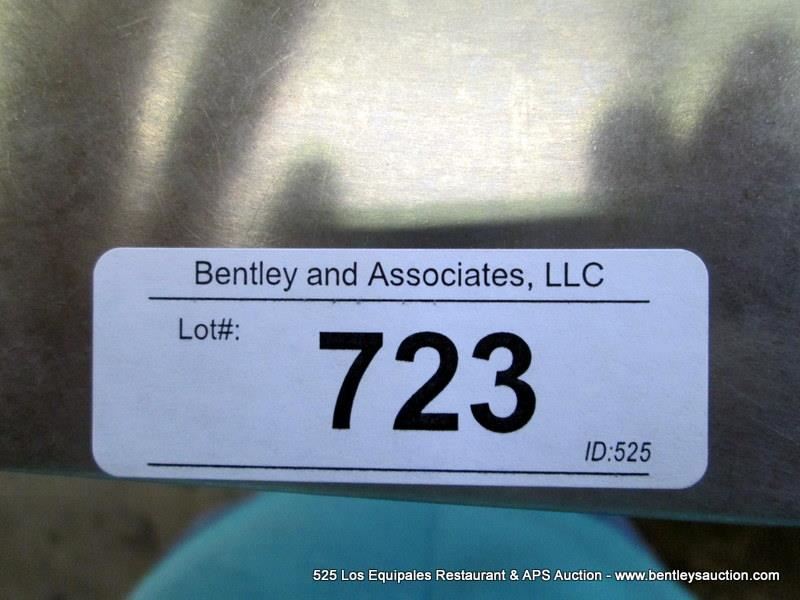 Bentley and Associates, LLC
Lot#:
723
ID:525
525 Los Equipales Restaurant & APS Auction - www.bentleysauction.com